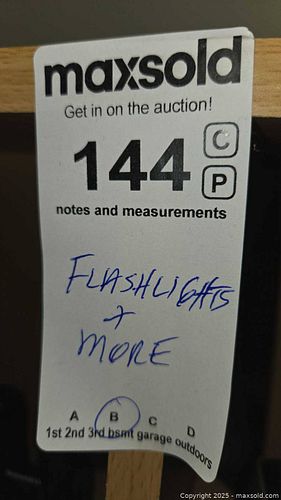 maxsold
Get in on the auction!
144 C
P
notes and measurements
FLASHLIGHTS
+
MORE
A B C D
1st 2nd 3rd bsmt garage outdoors
Copyright © 2025 - maxsold.com